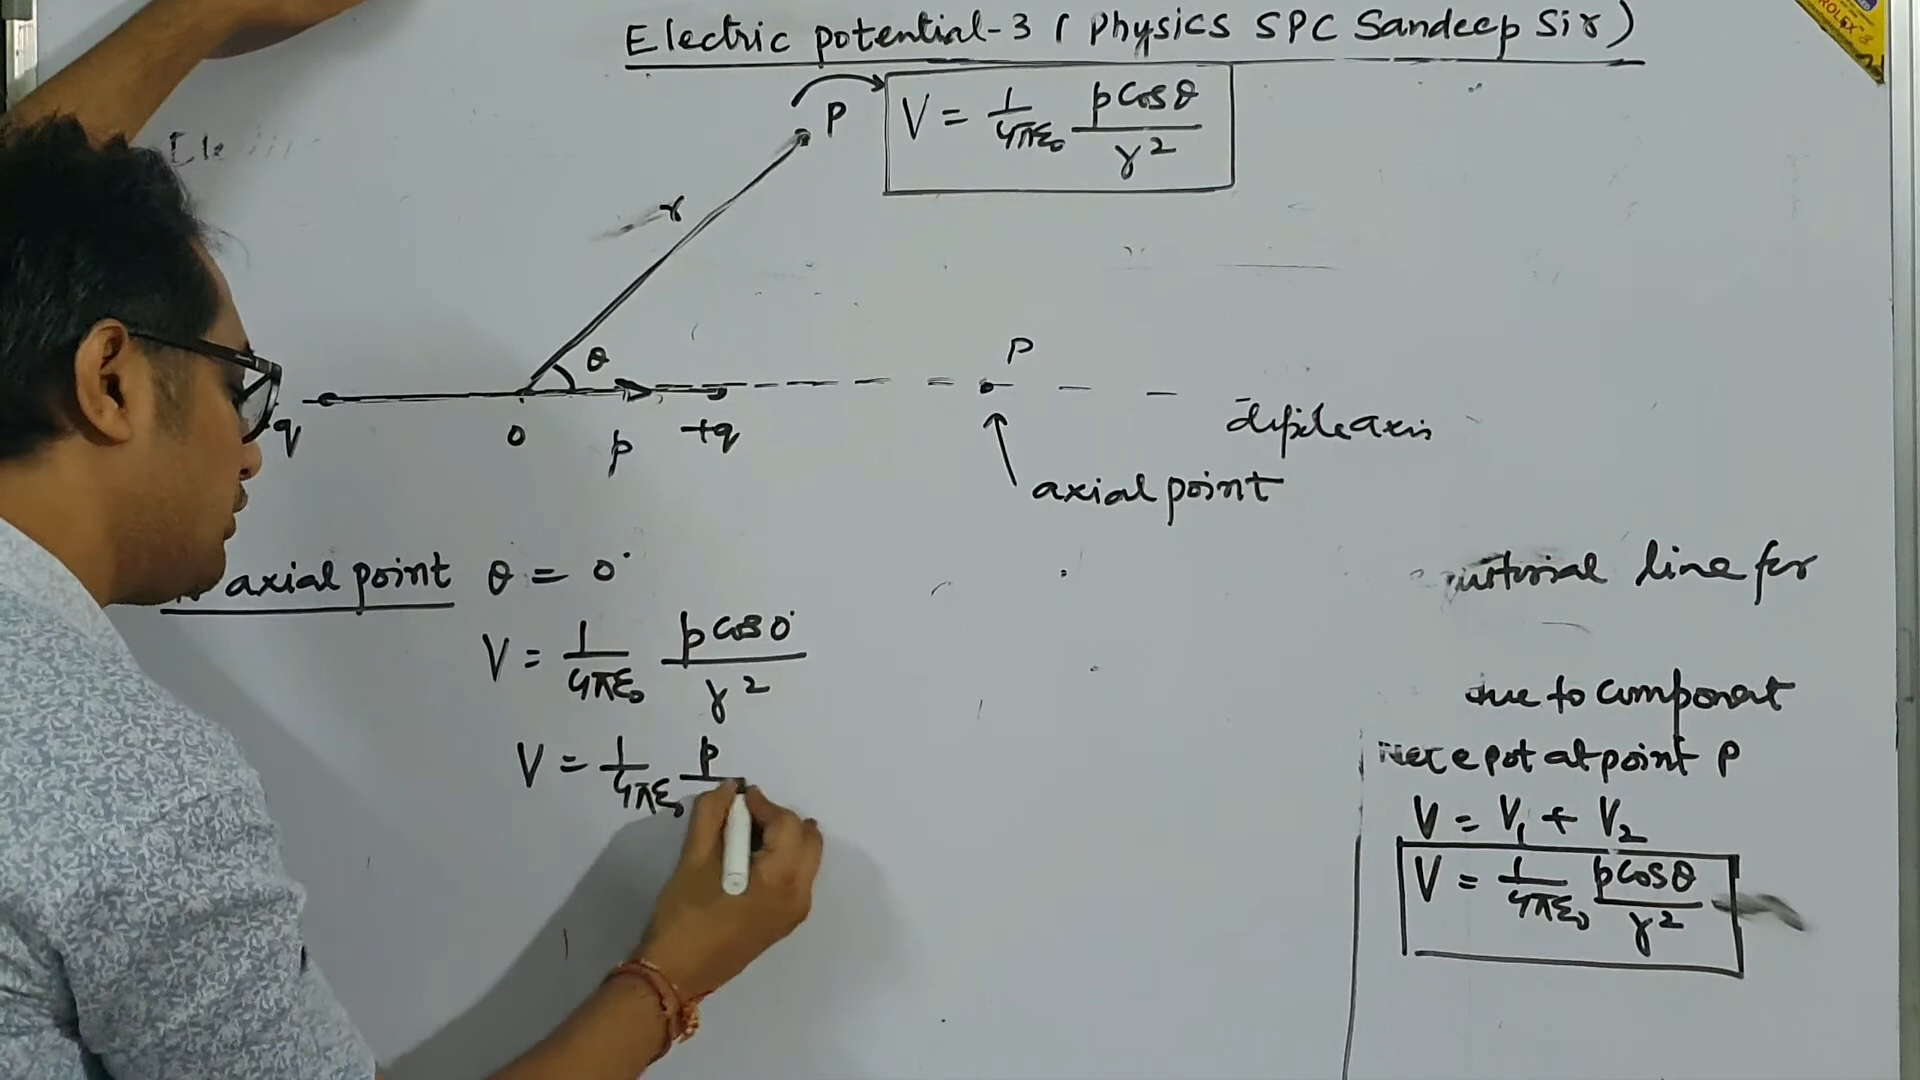 Electric potential-3 ( Physics SPC Sandeep Sir )
P
V = 1/4πε₀ pcosθ/r²
r
θ
P
q
o
p
+q
dipole axis
axial point
axial point θ = 0°
V = 1/4πε₀ pcos0°/r²
V = 1/4πε₀ p
line for
due to component
pot at point P
V = V₁ + V₂
V = 1/4πε₀ pcosθ/r²